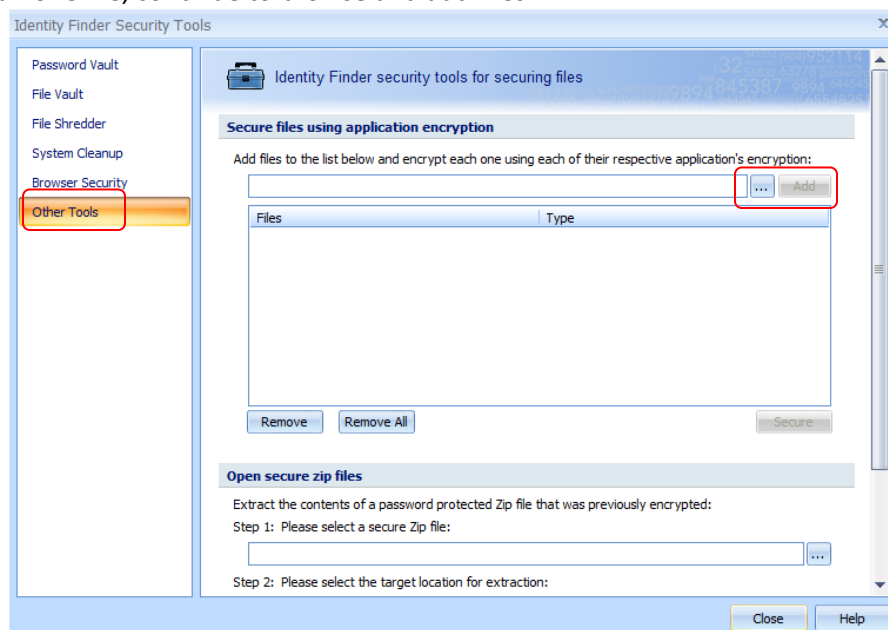 Identity Finder Security Tools
x
Password Vault
File Vault
File Shredder
System Cleanup
Browser Security
Other Tools
Identity Finder security tools for securing files
Secure files using application encryption
Add files to the list below and encrypt each one using each of their respective application's encryption:
... Add
Files Type
Remove Remove All Secure
Open secure zip files
Extract the contents of a password protected Zip file that was previously encrypted:
Step 1: Please select a secure Zip file:
...
Step 2: Please select the target location for extraction:
Close Help